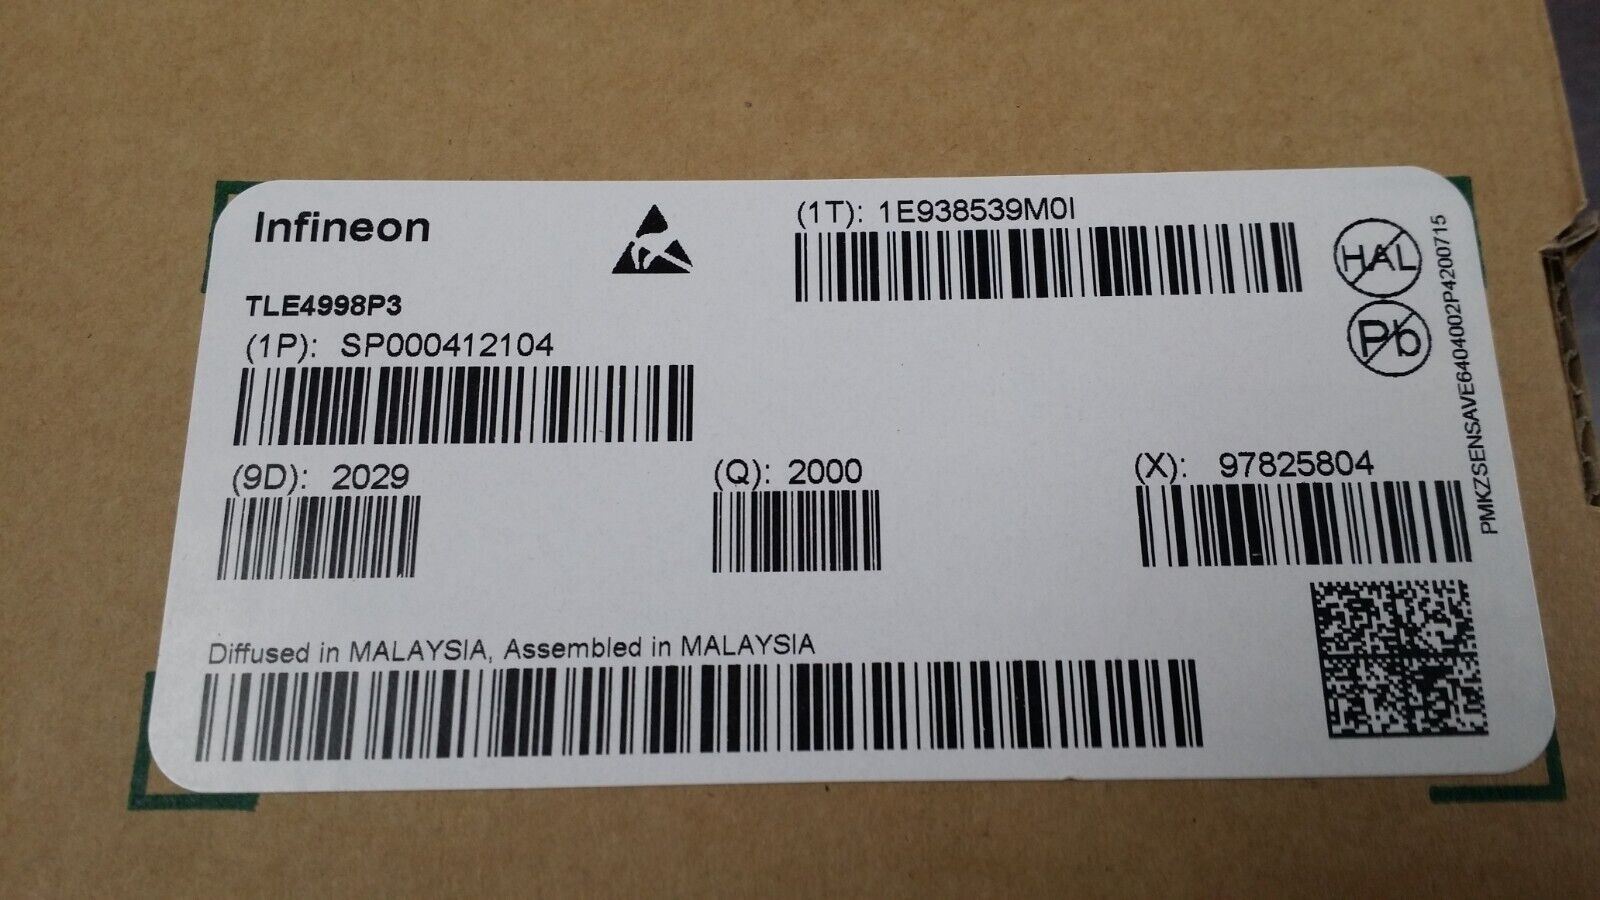 Infineon
(1T): 1E938539M0I
HAL
Pb
TLE4998P3
(1P): SP000412104
(9D): 2029
(Q): 2000
(X): 97825804
PMKZSENSAVE6404002P4200715
Diffused in MALAYSIA, Assembled in MALAYSIA